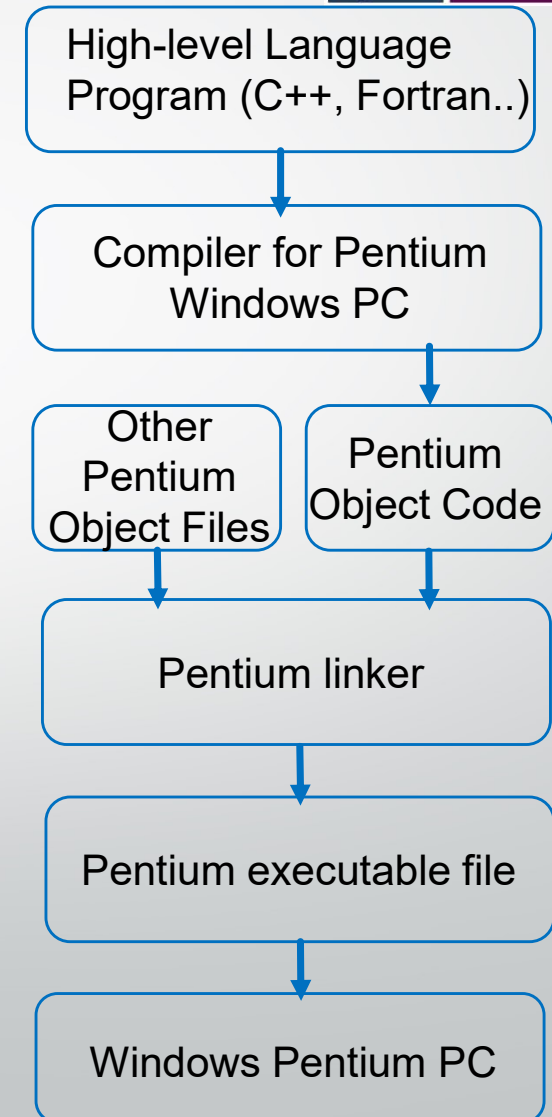 High-level Language
Program (C++, Fortran..)
Compiler for Pentium
Windows PC
Other
Pentium
Object Files
Pentium
Object Code
Pentium linker
Pentium executable file
Windows Pentium PC